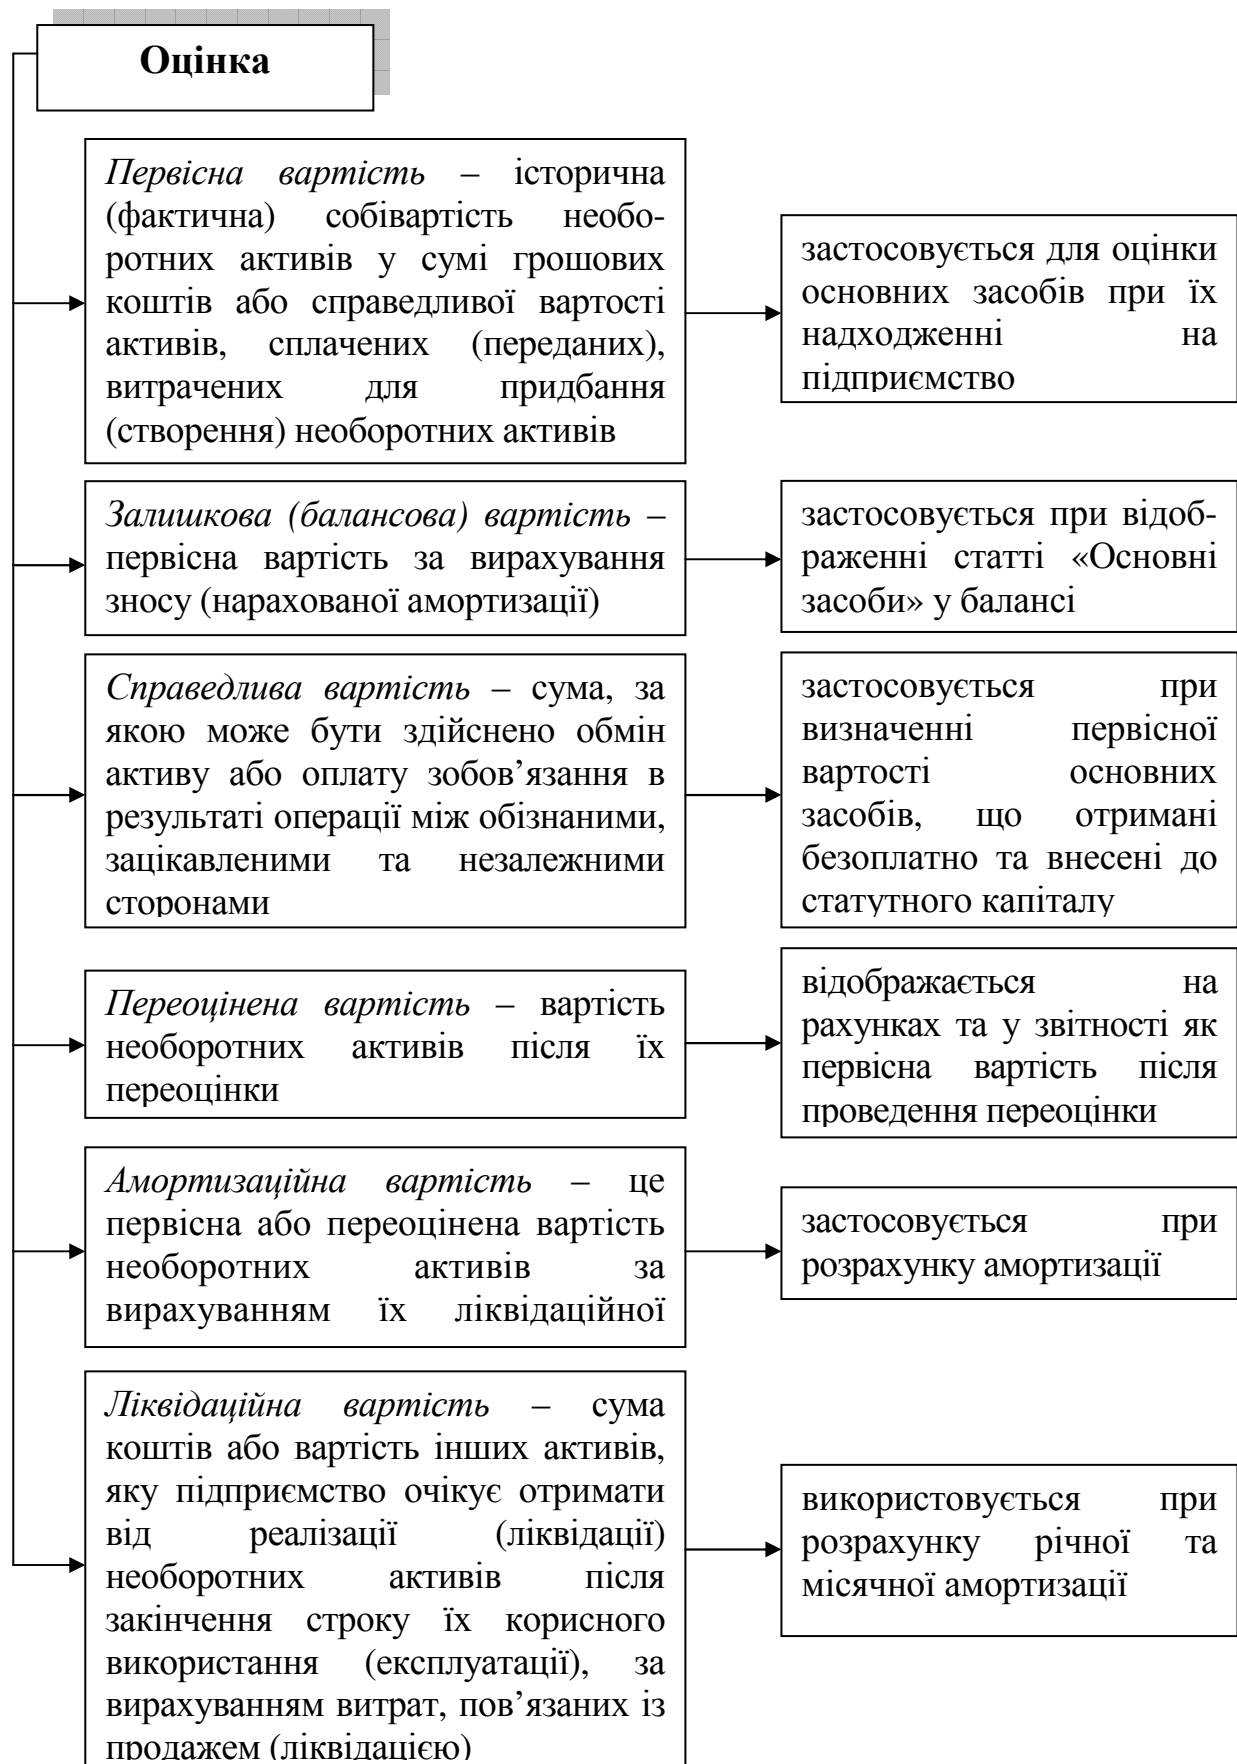 Оцінка
Первісна вартість – історична
(фактична) собівартість необо-
ротних активів у сумі грошових
коштів або справедливої вартості
активів, сплачених (переданих),
витрачених для придбання
(створення) необоротних активів
застосовується для оцінки
основних засобів при їх
надходженні на
підприємство
Залишкова (балансова) вартість –
первісна вартість за вирахування
зносу (нарахованої амортизації)
застосовується при відоб-
раженні статті «Основні
засоби» у балансі
Справедлива вартість – сума, за
якою може бути здійснено обмін
активу або оплату зобов’язання в
результаті операції між обізнаними,
зацікавленими та незалежними
сторонами
застосовується при
визначенні первісної
вартості основних
засобів, що отримані
безоплатно та внесені до
статутного капіталу
Переоцінена вартість – вартість
необоротних активів після їх
переоцінки
відображається на
рахунках та у звітності як
первісна вартість після
проведення переоцінки
Амортизаційна вартість – це
первісна або переоцінена вартість
необоротних активів за
вирахуванням їх ліквідаційної
застосовується при
розрахунку амортизації
Ліквідаційна вартість – сума
коштів або вартість інших активів,
яку підприємство очікує отримати
від реалізації (ліквідації)
необоротних активів після
закінчення строку їх корисного
використання (експлуатації), за
вирахуванням витрат, пов’язаних із
продажем (ліквідацією)
використовується при
розрахунку річної та
місячної амортизації